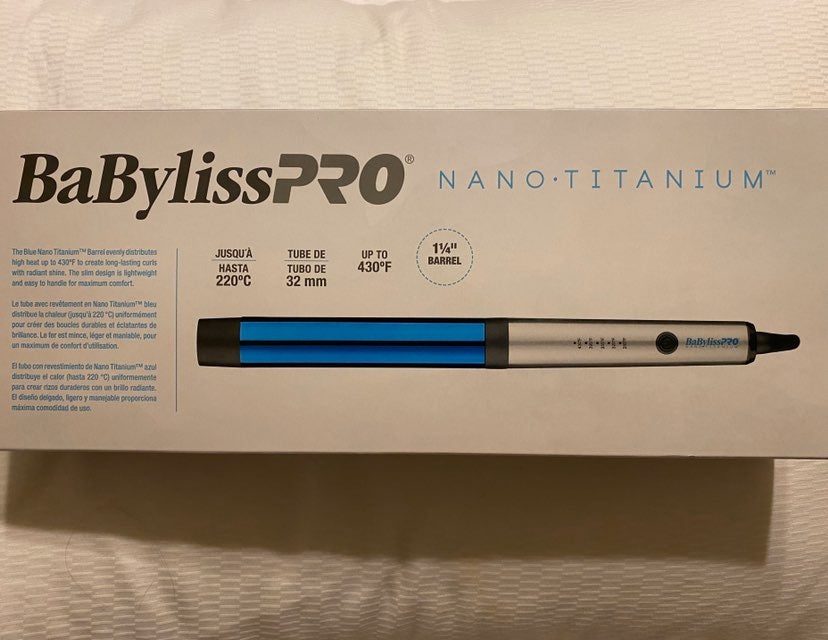 BaBylissPRO®
NANO·TITANIUM™
The Blue Nano Titanium™ Barrel evenly distributes
high heat up to 430°F to create long-lasting curls
with radiant shine. The slim design is lightweight
and easy to handle for maximum comfort.
Le tube avec revêtement en Nano Titanium™ bleu
distribue la chaleur (jusqu'à 220 °C) uniformément
pour créer des boucles durables et éclatantes de
brillance. Le fer est mince, léger et maniable, pour
un maximum de confort d'utilisation.
El tubo con revestimiento de Nano Titanium™ azul
distribuye el calor (hasta 220 °C) uniformemente
para crear rizos duraderos con un brillo radiante.
El diseño delgado, ligero y manejable proporciona
máxima comodidad de uso.
JUSQU'À
HASTA
220ºC
TUBE DE
TUBO DE
32 mm
UP TO
430ºF
1¼"
BARREL
BaBylissPRO
NANO TITANIUM